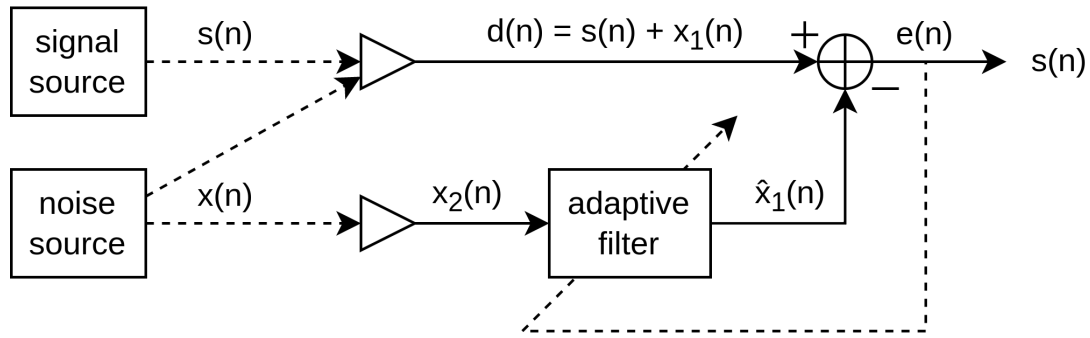 signal
source
s(n)
d(n) = s(n) + x₁(n)
+
e(n)
s(n)
−
noise
source
x(n)
x₂(n)
adaptive
filter
x̂₁(n)